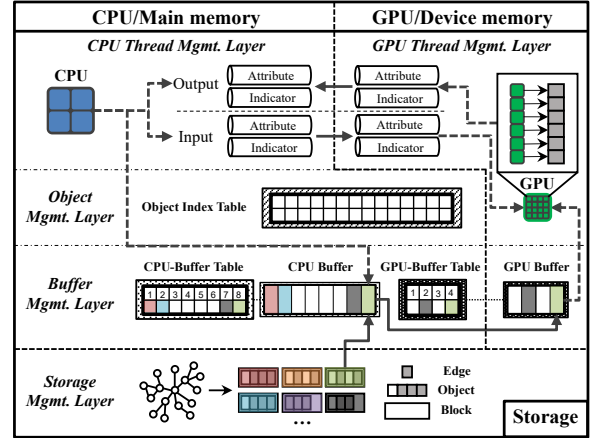 CPU/Main memory
GPU/Device memory
CPU Thread Mgmt. Layer
GPU Thread Mgmt. Layer
CPU
Output
Attribute
Indicator
Attribute
Indicator
Input
Attribute
Indicator
Attribute
Indicator
GPU
Object
Mgmt. Layer
Object Index Table
Buffer
Mgmt. Layer
CPU-Buffer Table
CPU Buffer
GPU-Buffer Table
GPU Buffer
1 2 3 4 5 6 7 8
1 2 3 4
Storage
Mgmt. Layer
...
Edge
Object
Block
Storage